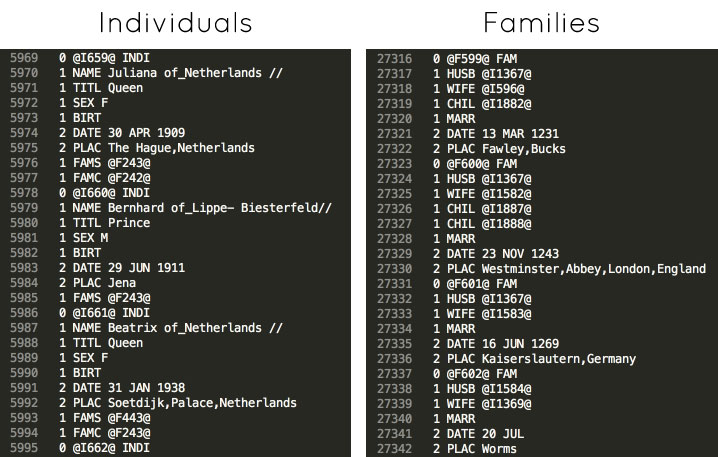 Individuals
5969 0 @I659@ INDI
5970 1 NAME Juliana of_Netherlands //
5971 1 TITL Queen
5972 1 SEX F
5973 1 BIRT
5974 2 DATE 30 APR 1909
5975 2 PLAC The Hague,Netherlands
5976 1 FAMS @F243@
5977 1 FAMC @F242@
5978 0 @I660@ INDI
5979 1 NAME Bernhard of_Lippe- Biesterfeld//
5980 1 TITL Prince
5981 1 SEX M
5982 1 BIRT
5983 2 DATE 29 JUN 1911
5984 2 PLAC Jena
5985 1 FAMS @F243@
5986 0 @I661@ INDI
5987 1 NAME Beatrix of_Netherlands //
5988 1 TITL Queen
5989 1 SEX F
5990 1 BIRT
5991 2 DATE 31 JAN 1938
5992 2 PLAC Soetdijk,Palace,Netherlands
5993 1 FAMS @F443@
5994 1 FAMC @F243@
5995 0 @I662@ INDI
Families
27316 0 @F599@ FAM
27317 1 HUSB @I1367@
27318 1 WIFE @I596@
27319 1 CHIL @I1882@
27320 1 MARR
27321 2 DATE 13 MAR 1231
27322 2 PLAC Fawley,Bucks
27323 0 @F600@ FAM
27324 1 HUSB @I1367@
27325 1 WIFE @I1582@
27326 1 CHIL @I1887@
27327 1 CHIL @I1888@
27328 1 MARR
27329 2 DATE 23 NOV 1243
27330 2 PLAC Westminster,Abbey,London,England
27331 0 @F601@ FAM
27332 1 HUSB @I1367@
27333 1 WIFE @I1583@
27334 1 MARR
27335 2 DATE 16 JUN 1269
27336 2 PLAC Kaiserslautern,Germany
27337 0 @F602@ FAM
27338 1 HUSB @I1584@
27339 1 WIFE @I1369@
27340 1 MARR
27341 2 DATE 20 JUL
27342 2 PLAC Worms